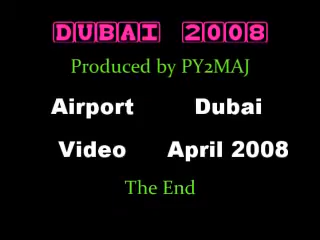 DUBAI 2008
Produced by PY2MAJ
Airport Dubai
Video April 2008
The End